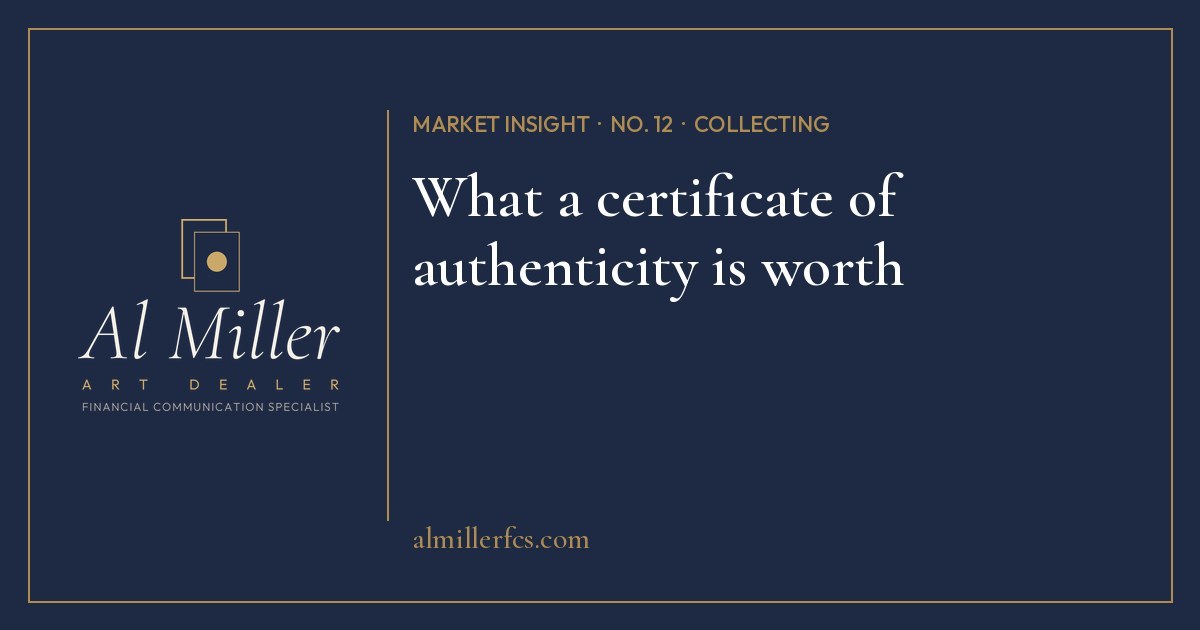 MARKET INSIGHT · NO. 12 · COLLECTING
What a certificate of
authenticity is worth
Al Miller
ART DEALER
FINANCIAL COMMUNICATION SPECIALIST
almillerfcs.com